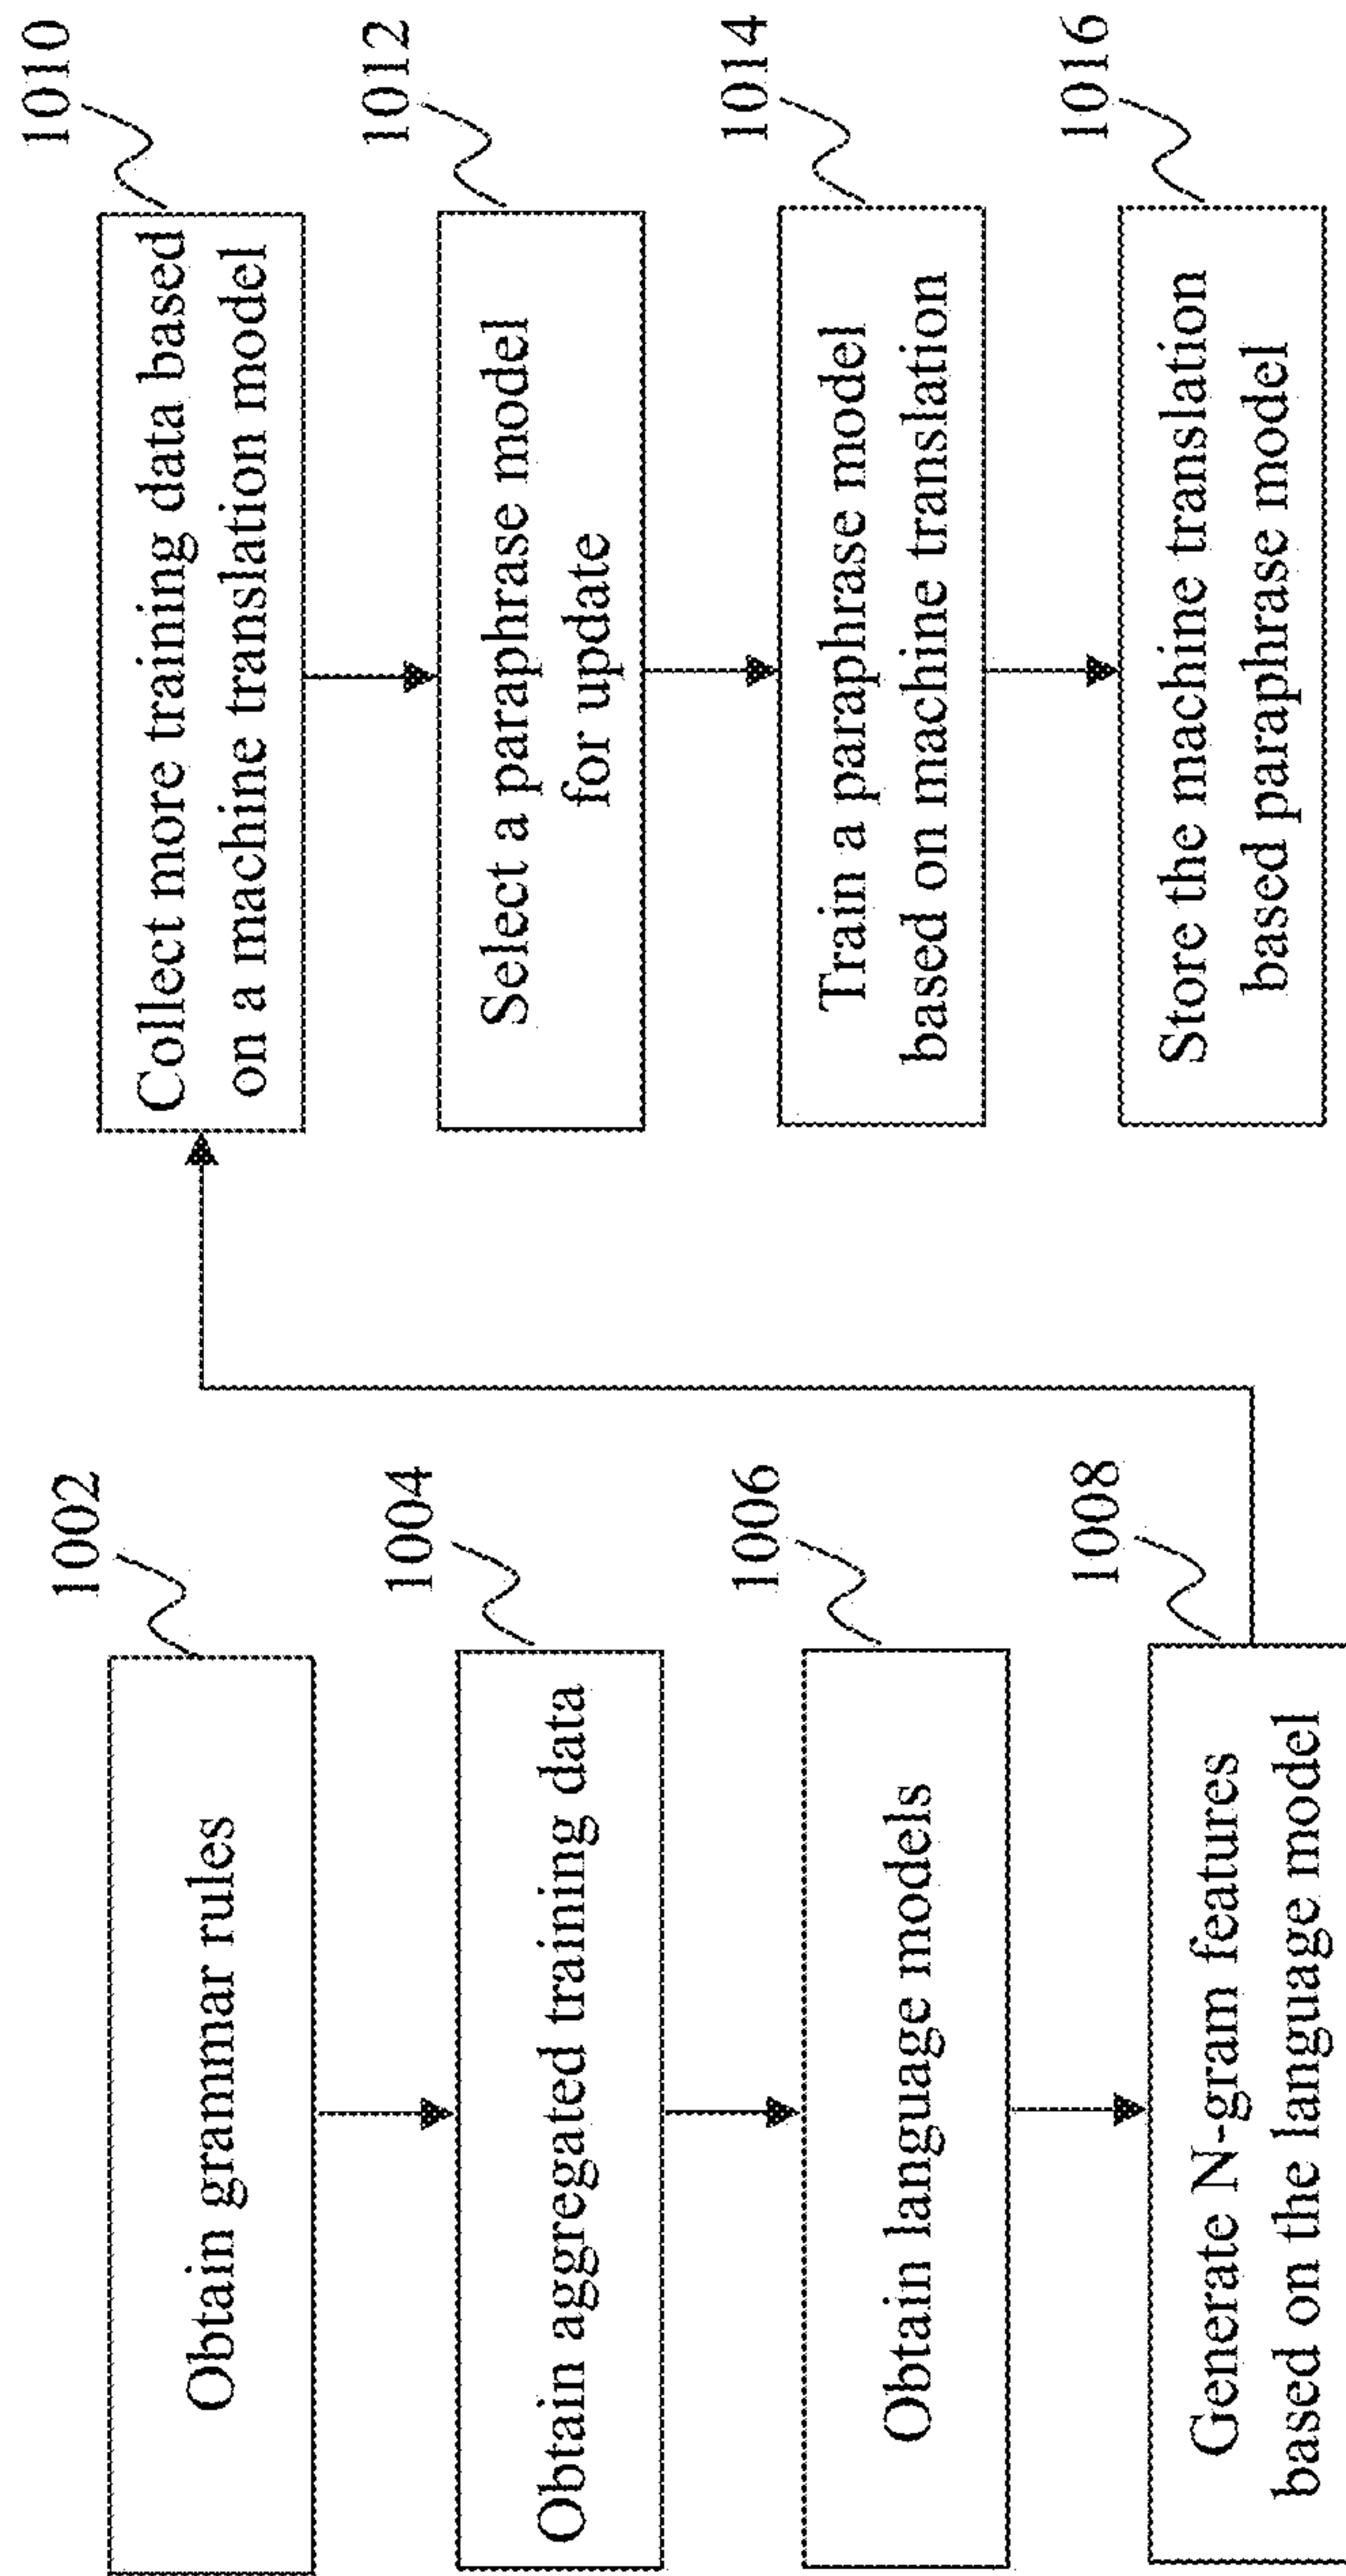 1002
Obtain grammar rules
1004
Obtain aggregated training data
1006
Obtain language models
1008
Generate N-gram features
based on the language model
1010
Collect more training data based
on a machine translation model
1012
Select a paraphrase model
for update
1014
Train a paraphrase model
based on machine translation
1016
Store the machine translation
based paraphrase model